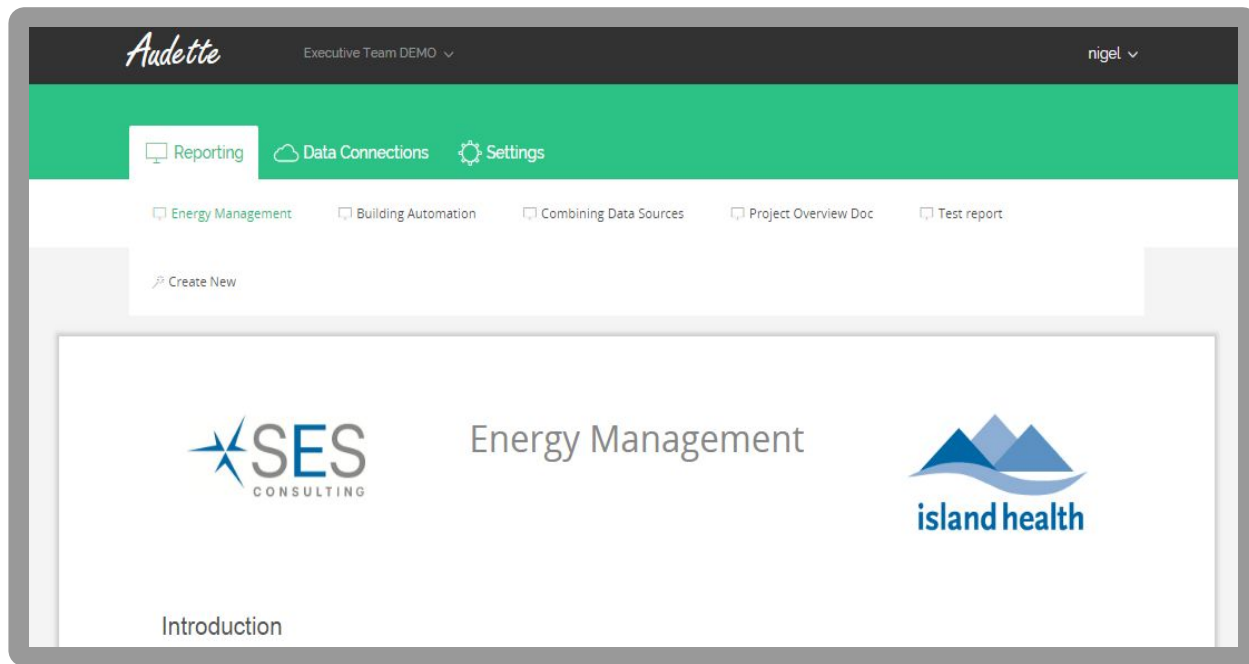 Audette Executive Team DEMO nigel
Reporting Data Connections Settings
Energy Management Building Automation Combining Data Sources Project Overview Doc Test report
Create New
SES
CONSULTING
Energy Management
island health
Introduction